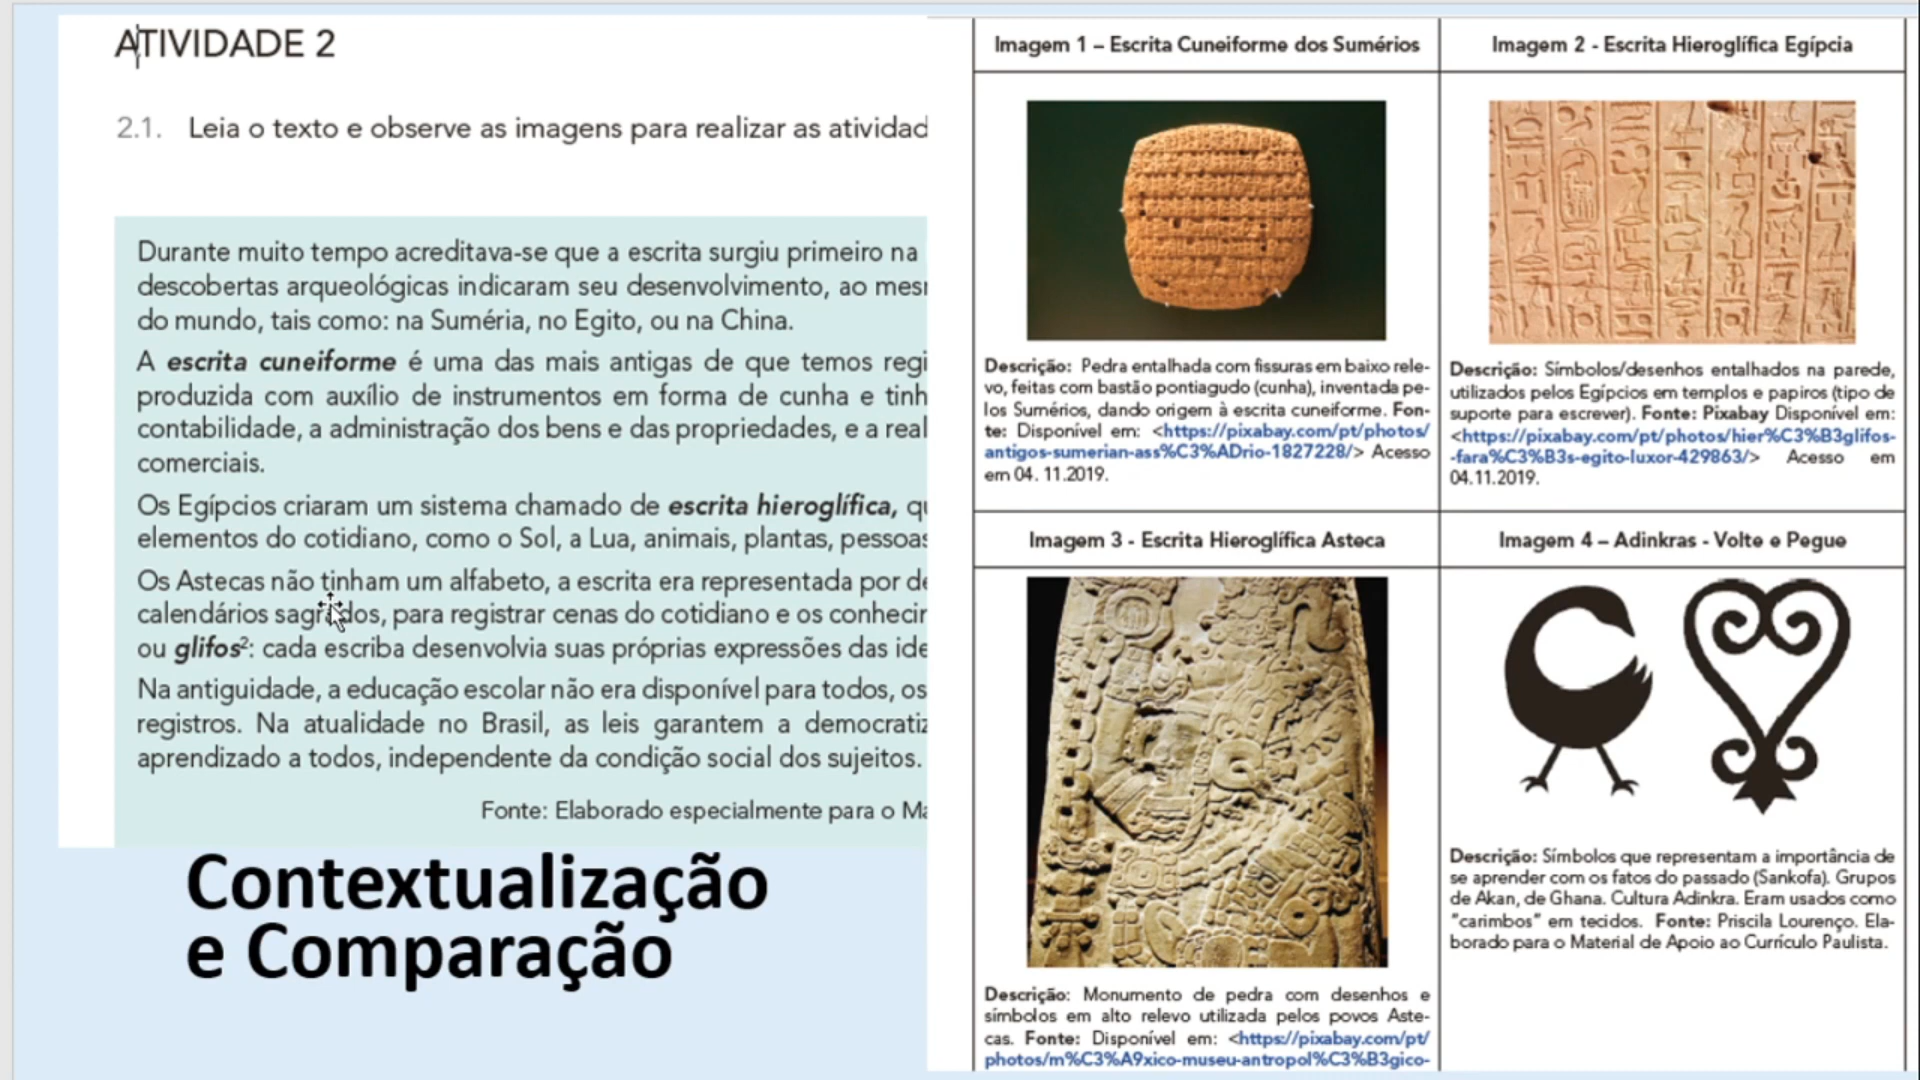 ATIVIDADE 2
2.1. Leia o texto e observe as imagens para realizar as atividad
Durante muito tempo acreditava-se que a escrita surgiu primeiro na
descobertas arqueológicas indicaram seu desenvolvimento, ao mesm
do mundo, tais como: na Suméria, no Egito, ou na China.
A escrita cuneiforme é uma das mais antigas de que temos regi
produzida com auxílio de instrumentos em forma de cunha e tinh
contabilidade, a administração dos bens e das propriedades, e a real
comerciais.
Os Egípcios criaram um sistema chamado de escrita hieroglífica, qu
elementos do cotidiano, como o Sol, a Lua, animais, plantas, pessoas
Os Astecas não tinham um alfabeto, a escrita era representada por de
calendários sagrados, para registrar cenas do cotidiano e os conhecir
ou glifos²: cada escriba desenvolvia suas próprias expressões das ide
Na antiguidade, a educação escolar não era disponível para todos, os
registros. Na atualidade no Brasil, as leis garantem a democratiz
aprendizado a todos, independente da condição social dos sujeitos.
Fonte: Elaborado especialmente para o Ma
Contextualização
e Comparação
Imagem 1 – Escrita Cuneiforme dos Sumérios
Descrição: Pedra entalhada com fissuras em baixo rele-
vo, feitas com bastão pontiagudo (cunha), inventada pe-
los Sumérios, dando origem à escrita cuneiforme. Fon-
te: Disponível em: <https://pixabay.com/pt/photos/
antigos-sumerian-ass%C3%ADrio-1827228/> Acesso
em 04. 11.2019.
Imagem 2 - Escrita Hieroglífica Egípcia
Descrição: Símbolos/desenhos entalhados na parede,
utilizados pelos Egípcios em templos e papiros (tipo de
suporte para escrever). Fonte: Pixabay Disponível em:
<https://pixabay.com/pt/photos/hier%C3%B3glifos-
-fara%C3%B3s-egito-luxor-429863/> Acesso em
04.11.2019.
Imagem 3 - Escrita Hieroglífica Asteca
Descrição: Monumento de pedra com desenhos e
símbolos em alto relevo utilizada pelos povos Aste-
cas. Fonte: Disponível em: <https://pixabay.com/pt/
photos/m%C3%A9xico-museu-antropol%C3%B3gico-
Imagem 4 – Adinkras - Volte e Pegue
Descrição: Símbolos que representam a importância de
se aprender com os fatos do passado (Sankofa). Grupos
de Akan, de Ghana. Cultura Adinkra. Eram usados como
"carimbos" em tecidos. Fonte: Priscila Lourenço. Ela-
borado para o Material de Apoio ao Currículo Paulista.